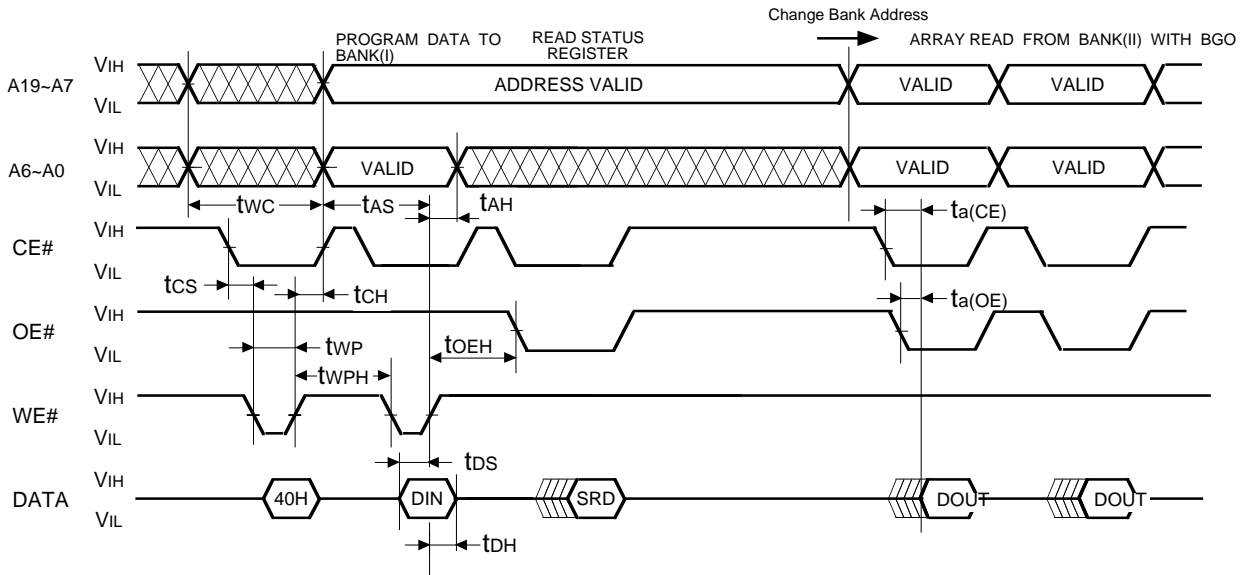 Change Bank Address
PROGRAM DATA TO BANK(I)
READ STATUS REGISTER
ARRAY READ FROM BANK(II) WITH BGO
A19~A7
VIH
VIL
ADDRESS VALID
VALID
VALID
A6~A0
VIH
VIL
VALID
VALID
VALID
tWC
tAS
tAH
ta(CE)
CE#
VIH
VIL
tCS
tCH
ta(OE)
OE#
VIH
VIL
tWP
tOEH
tWPH
WE#
VIH
VIL
tDS
DATA
VIH
VIL
40H
DIN
SRD
DOUT
DOUT
tDH